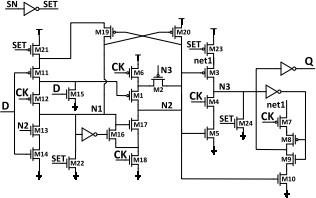 SN SET
SET M21
M19 M20
SET M23
net1
M11
CK M6
N3
M3
Q
CK M12
D M15
M1
M2
N3
D
N1
N2
CK M4
SET M24
net1
CK M7
N2 M13
M16
M17
M5
M8
M14
SET M22
CK M18
M9
M10